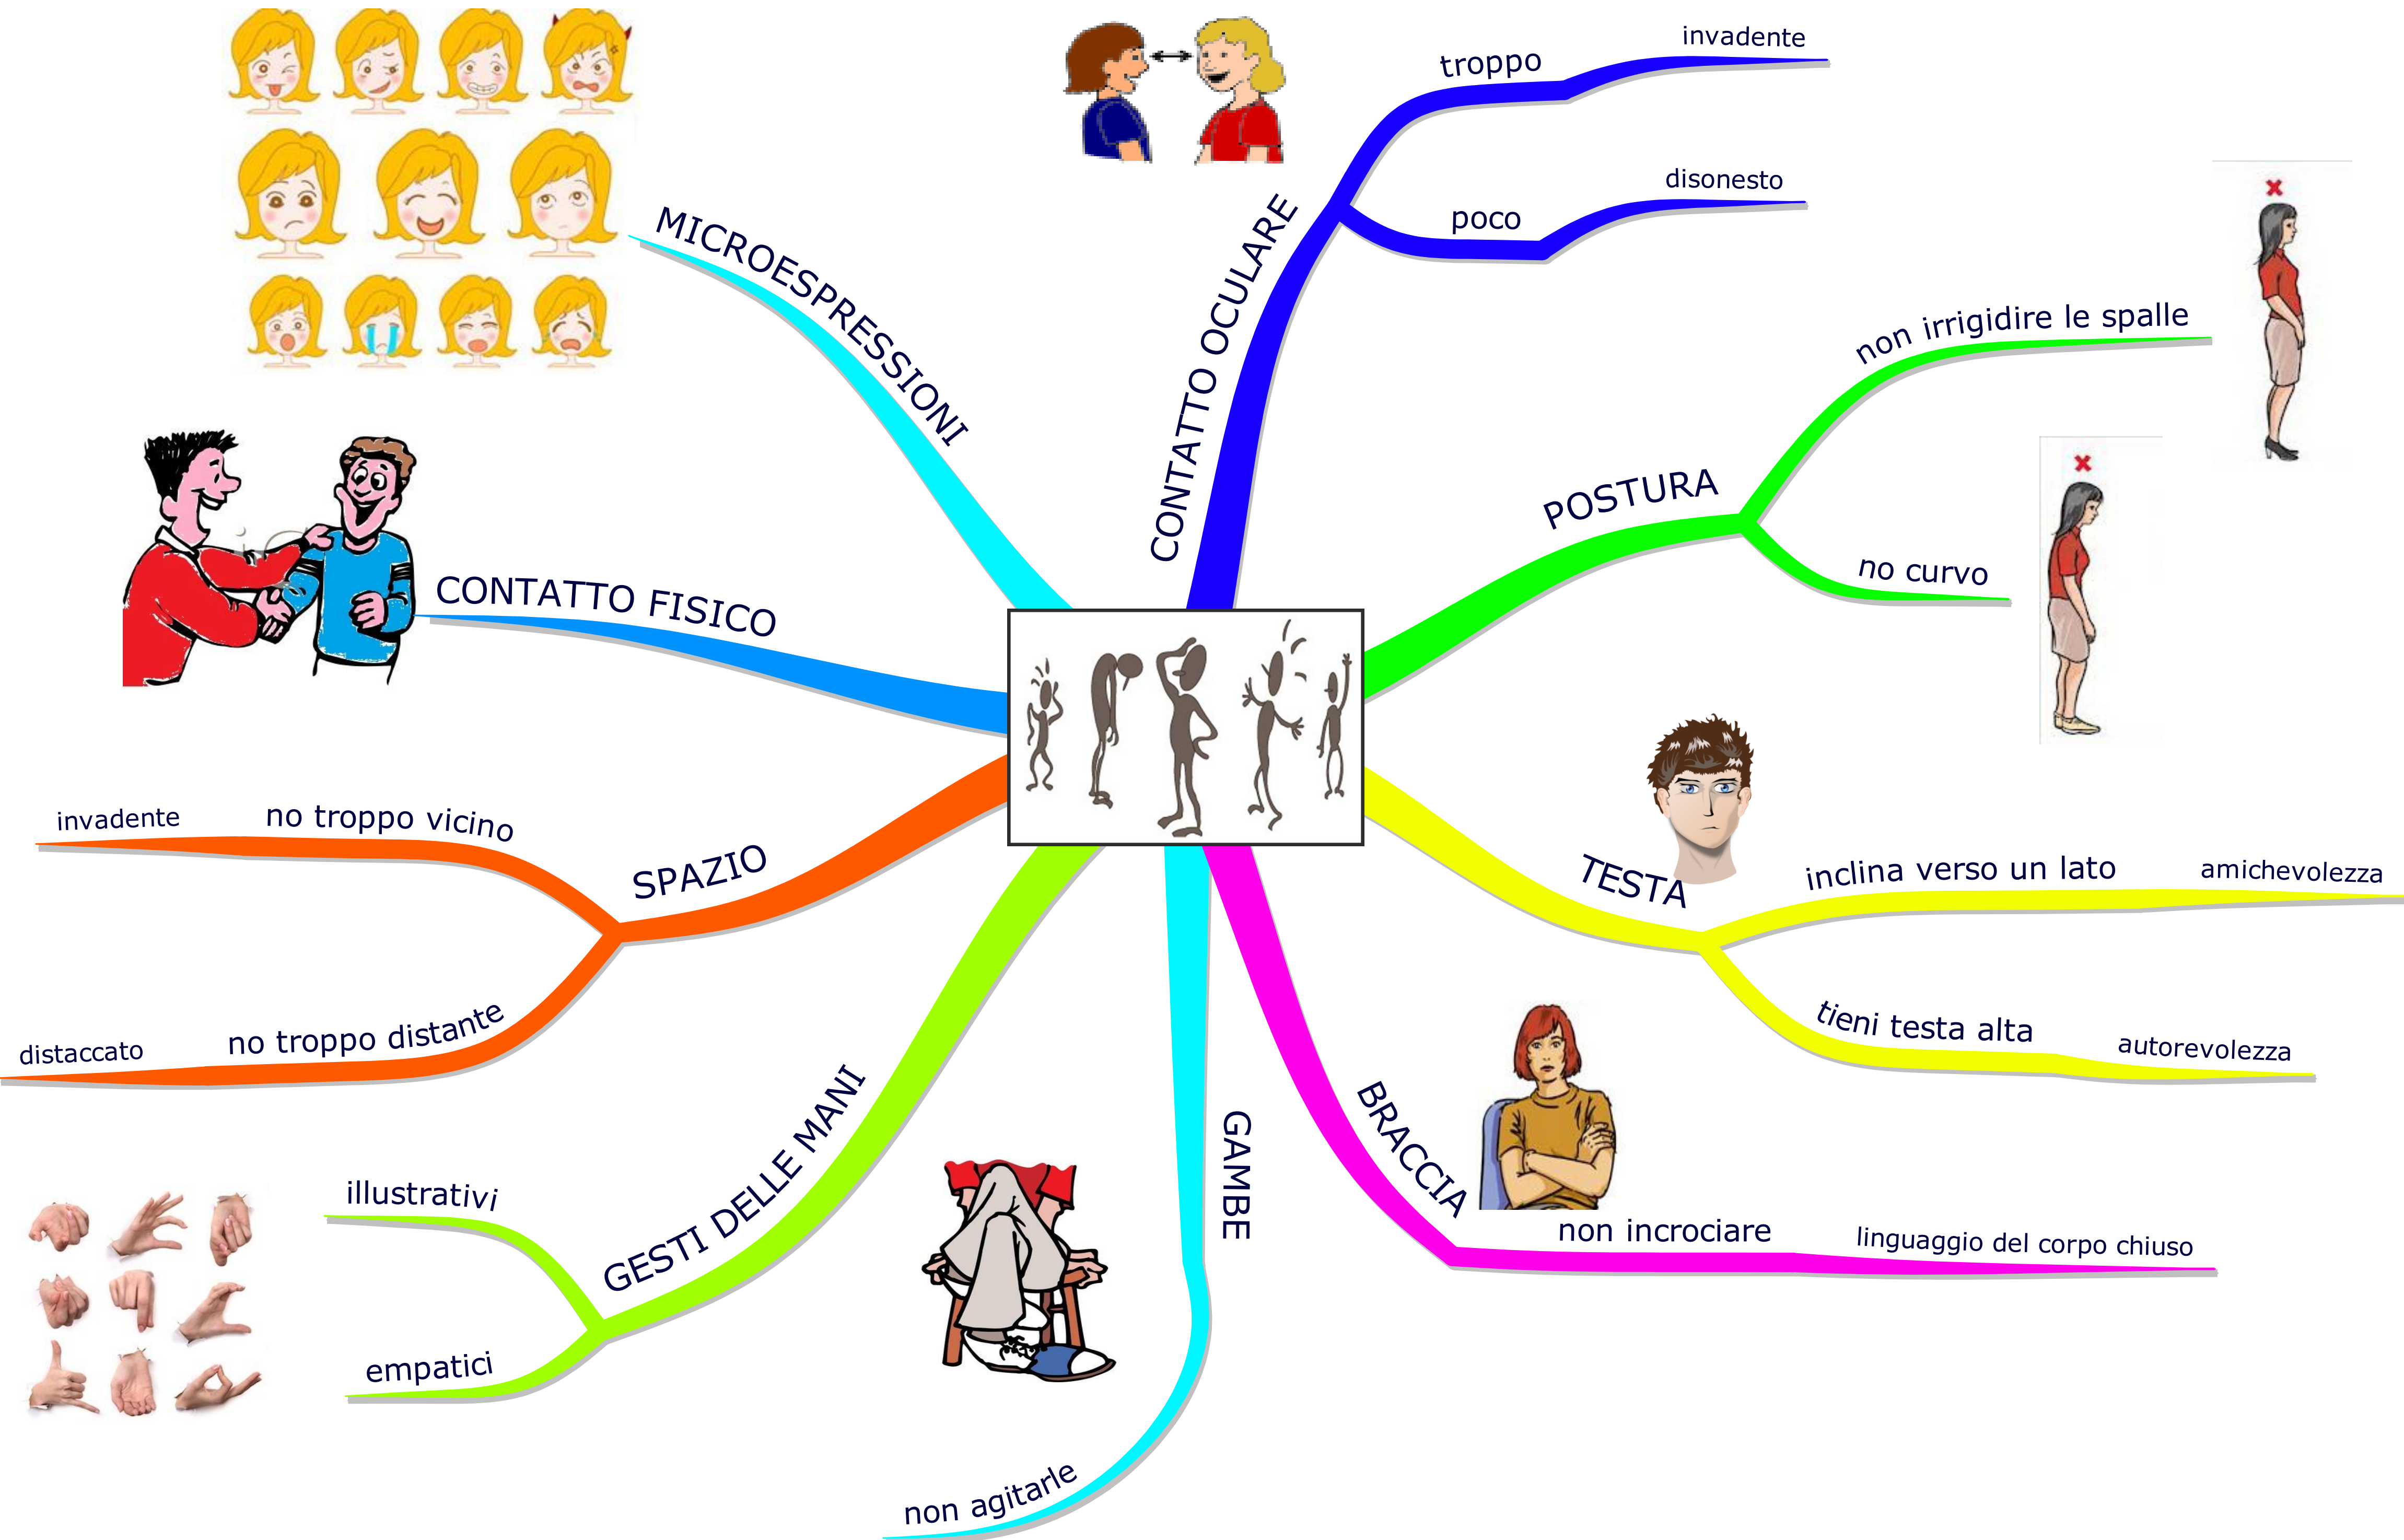 CONTATTO OCULARE
troppo
invadente
poco
disonesto
POSTURA
non irrigidire le spalle
no curvo
TESTA
inclina verso un lato
amichevolezza
tieni testa alta
autorevolezza
BRACCIA
non incrociare
linguaggio del corpo chiuso
GAMBE
non agitarle
GESTI DELLE MANI
illustrativi
empatici
SPAZIO
no troppo vicino
invadente
no troppo distante
distaccato
CONTATTO FISICO
MICROESPRESSIONI